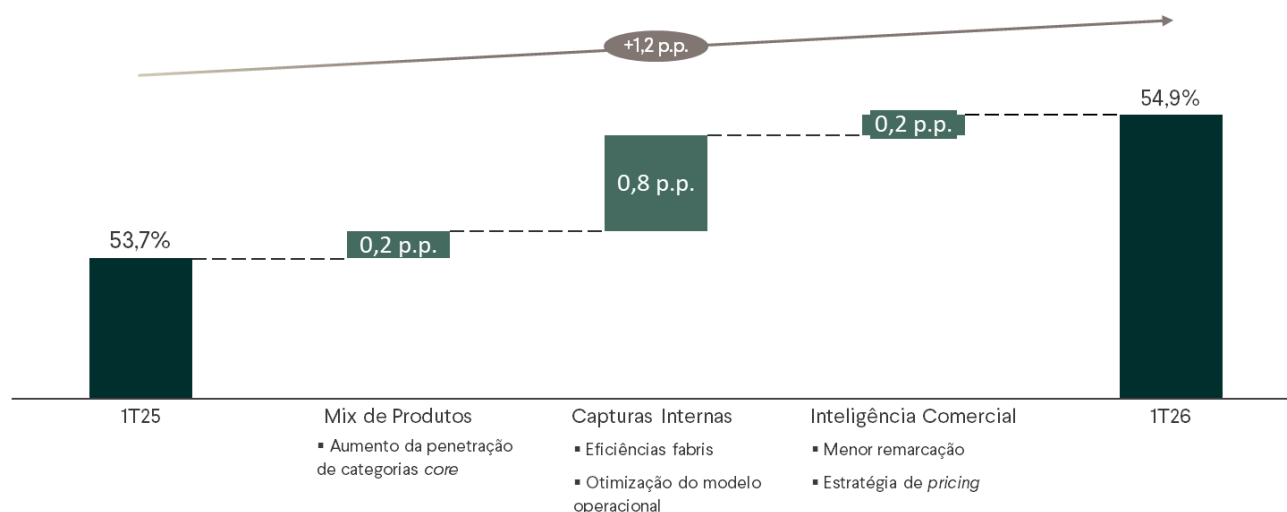 +1,2 p.p.
54,9%
0,2 p.p.
0,8 p.p.
53,7%
0,2 p.p.
1T25
Mix de Produtos
▪ Aumento da penetração
de categorias core
Capturas Internas
▪ Eficiências fabris
▪ Otimização do modelo
operacional
Inteligência Comercial
▪ Menor remarcação
▪ Estratégia de pricing
1T26